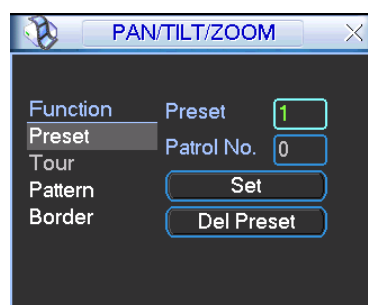 PAN/TILT/ZOOM
Function
Preset
Tour
Pattern
Border
Preset 1
Patrol No. 0
Set
Del Preset